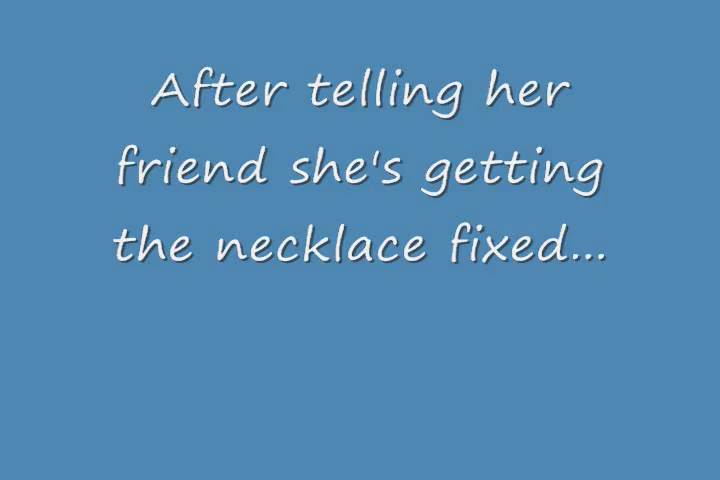 After telling her
friend she's getting
the necklace fixed...